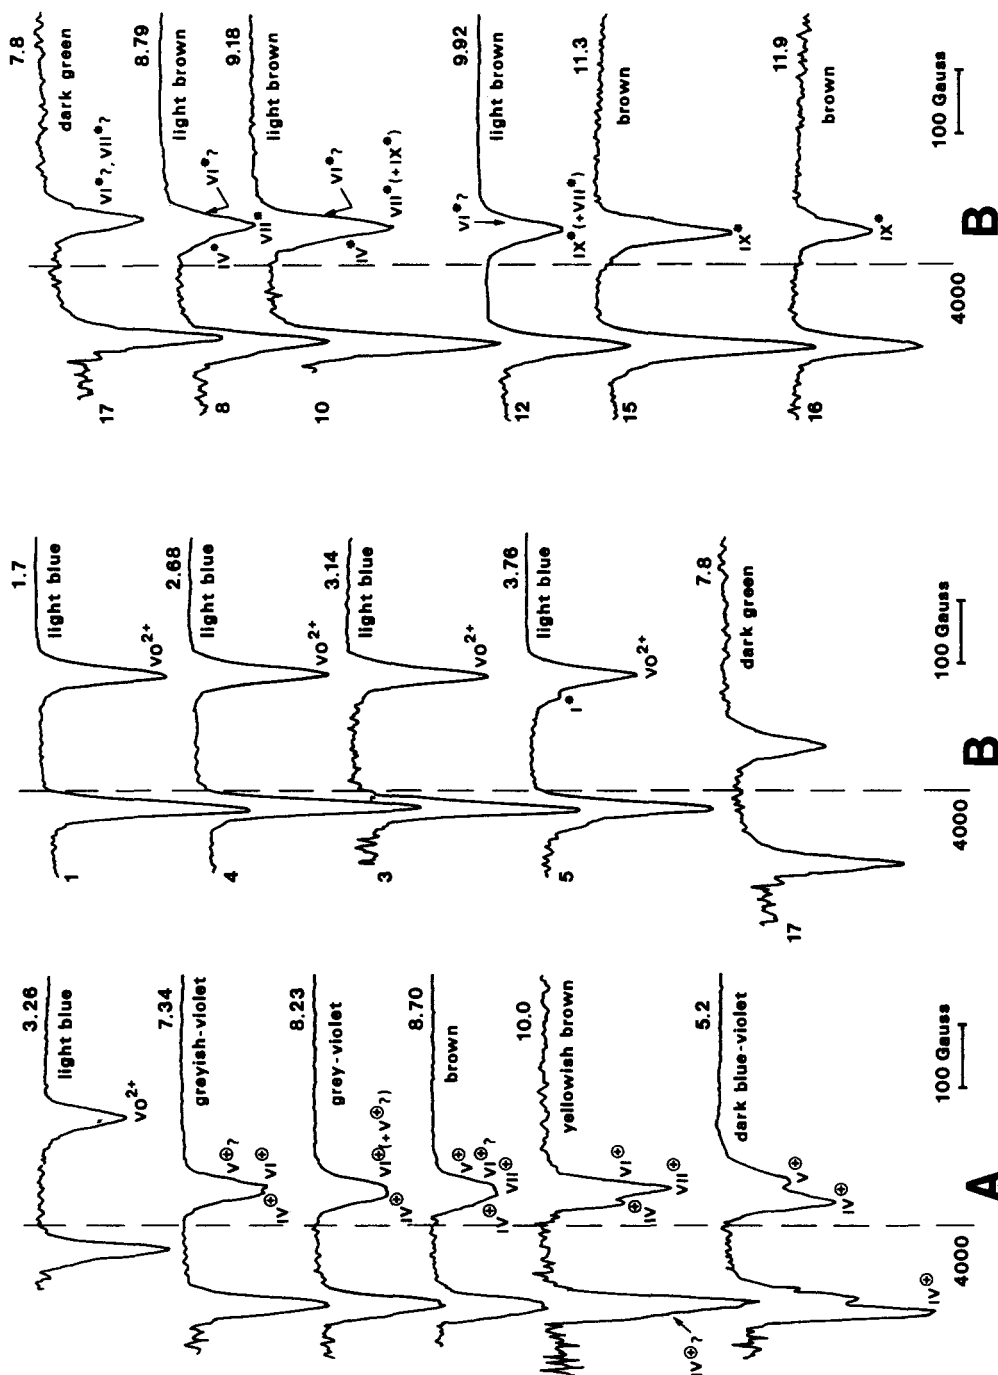 3.26
light blue
VO2+
7.34
greyish-violet
V⊕?
VI⊕
IV⊕
8.23
grey-violet
VI⊕(+V⊕?)
IV⊕
8.70
brown
V⊕
VI⊕?
VII⊕
IV⊕
10.0
yellowish brown
VI⊕
VII⊕
IV⊕
IV⊕?
5.2
dark blue-violet
V⊕
IV⊕
IV⊕
4000
100 Gauss
A
1.7
light blue
VO2+
1
2.68
light blue
VO2+
4
3.14
light blue
VO2+
3
3.76
light blue
VO2+
I*
5
7.8
dark green
17
4000
100 Gauss
B
7.8
dark green
VI*?, VII*?
17
8.79
light brown
VI*?
VII*
IV*
8
9.18
light brown
VI*?
VII*(+IX*)
IV*
10
9.92
light brown
VI*?
IX*(+VII*)
12
11.3
brown
IX*
15
11.9
brown
IX*
16
4000
100 Gauss
B